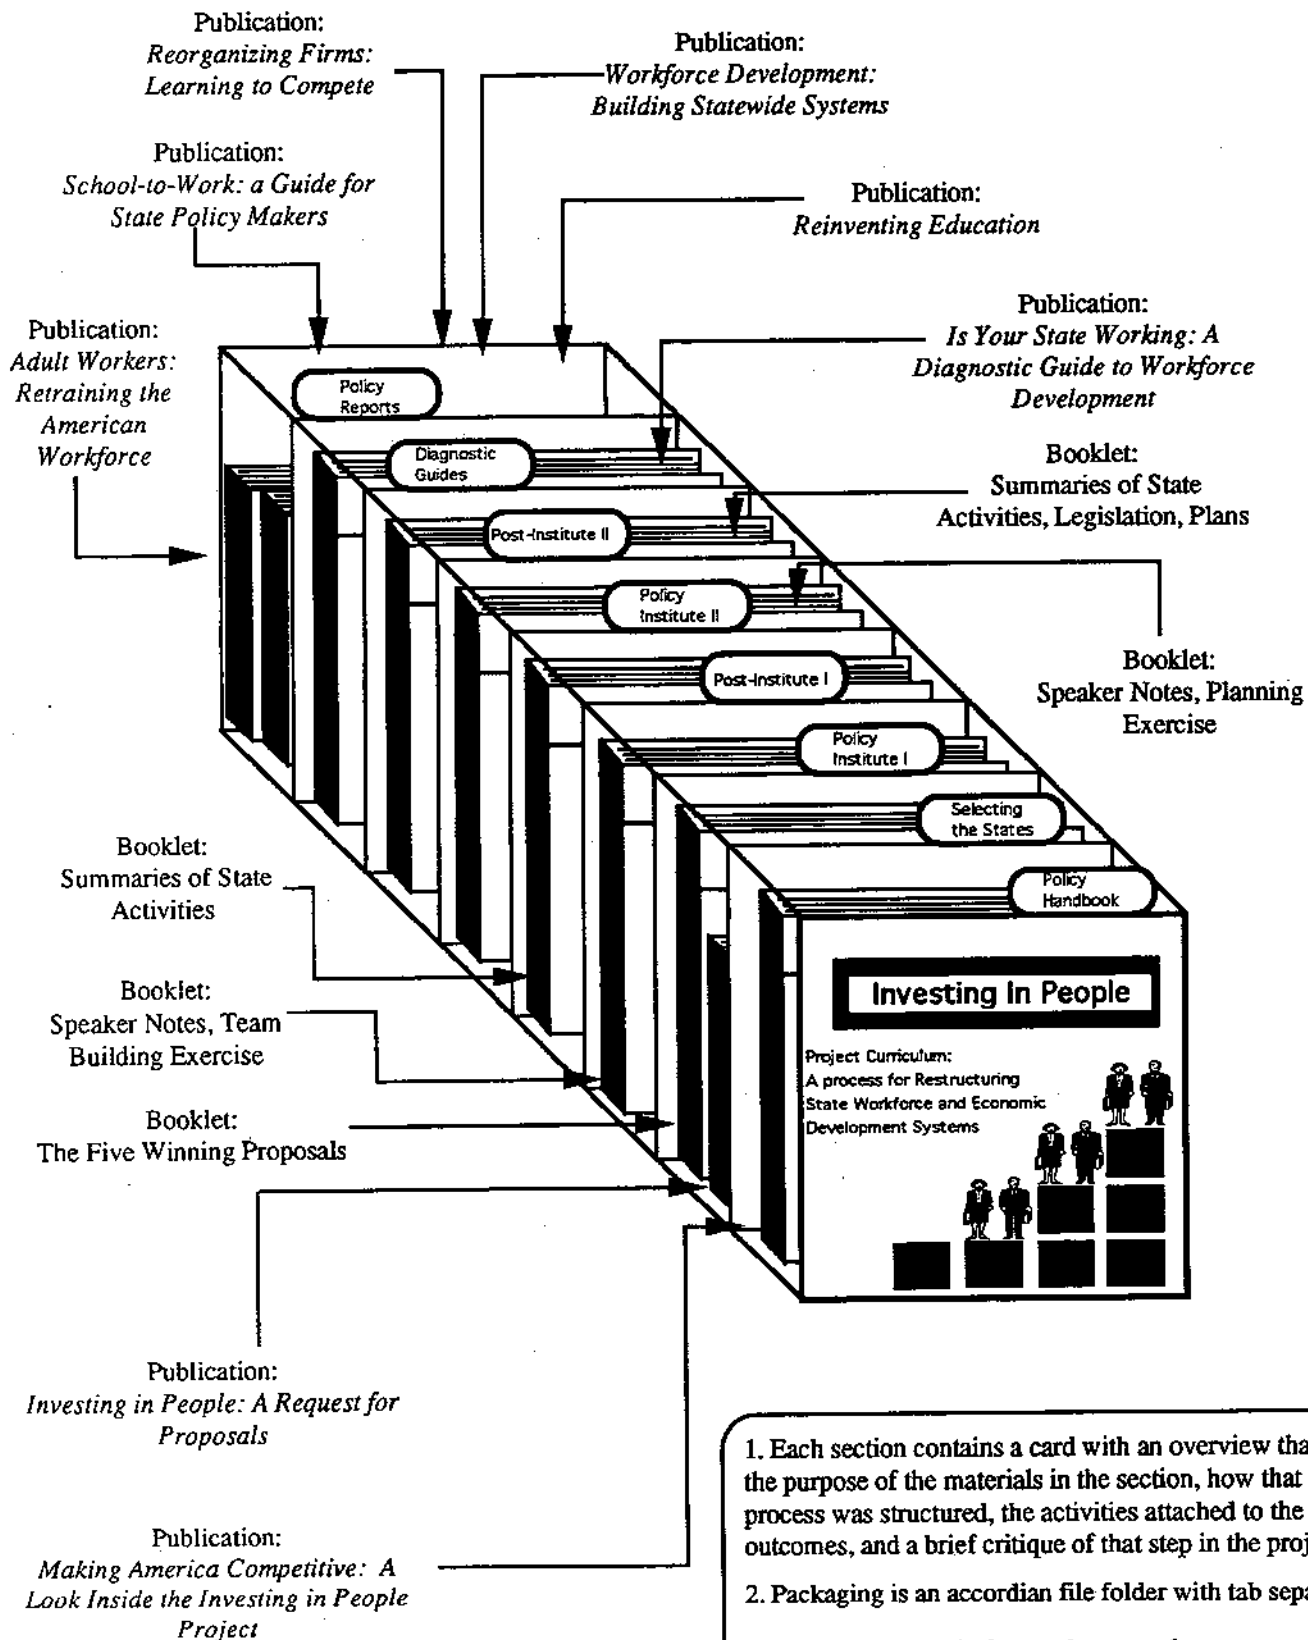 Publication:
Reorganizing Firms:
Learning to Compete
Publication:
Workforce Development:
Building Statewide Systems
Publication:
School-to-Work: a Guide for
State Policy Makers
Publication:
Reinventing Education
Publication:
Adult Workers:
Retraining the
American
Workforce
Publication:
Is Your State Working: A
Diagnostic Guide to Workforce
Development
Booklet:
Summaries of State
Activities, Legislation, Plans
Booklet:
Speaker Notes, Planning
Exercise
Policy
Reports
Diagnostic
Guides
Post-Institute II
Policy
Institute II
Post-Institute I
Policy
Institute I
Selecting
the States
Policy
Handbook
Booklet:
Summaries of State
Activities
Booklet:
Speaker Notes, Team
Building Exercise
Booklet:
The Five Winning Proposals
Investing In People
Project Curriculum:
A process for Restructuring
State Workforce and Economic
Development Systems
Publication:
Investing in People: A Request for
Proposals
Publication:
Making America Competitive: A
Look Inside the Investing in People
Project
1. Each section contains a card with an overview
the purpose of the materials in the section, how that
process was structured, the activities attached to the
outcomes, and a brief critique of that step in the
2. Packaging is an accordian file folder with tab